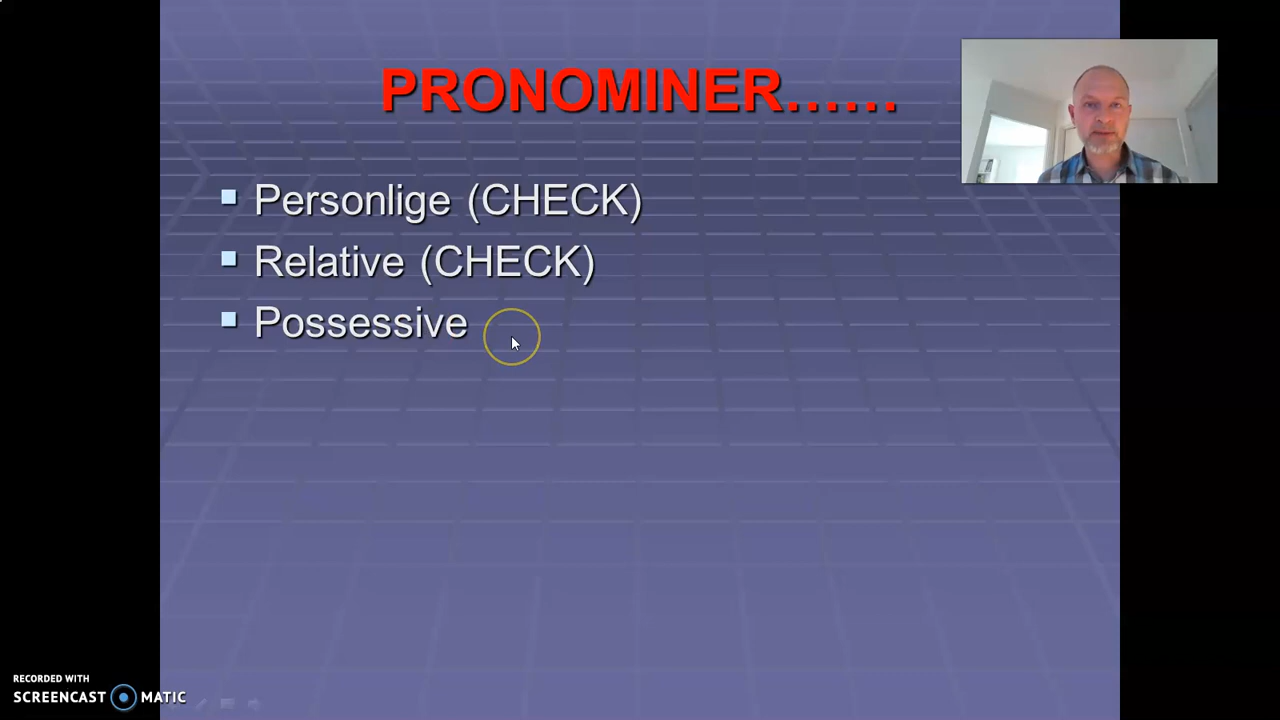 PRONOMINER......
Personlige (CHECK)
Relative (CHECK)
Possessive
RECORDED WITH
SCREENCAST MATIC